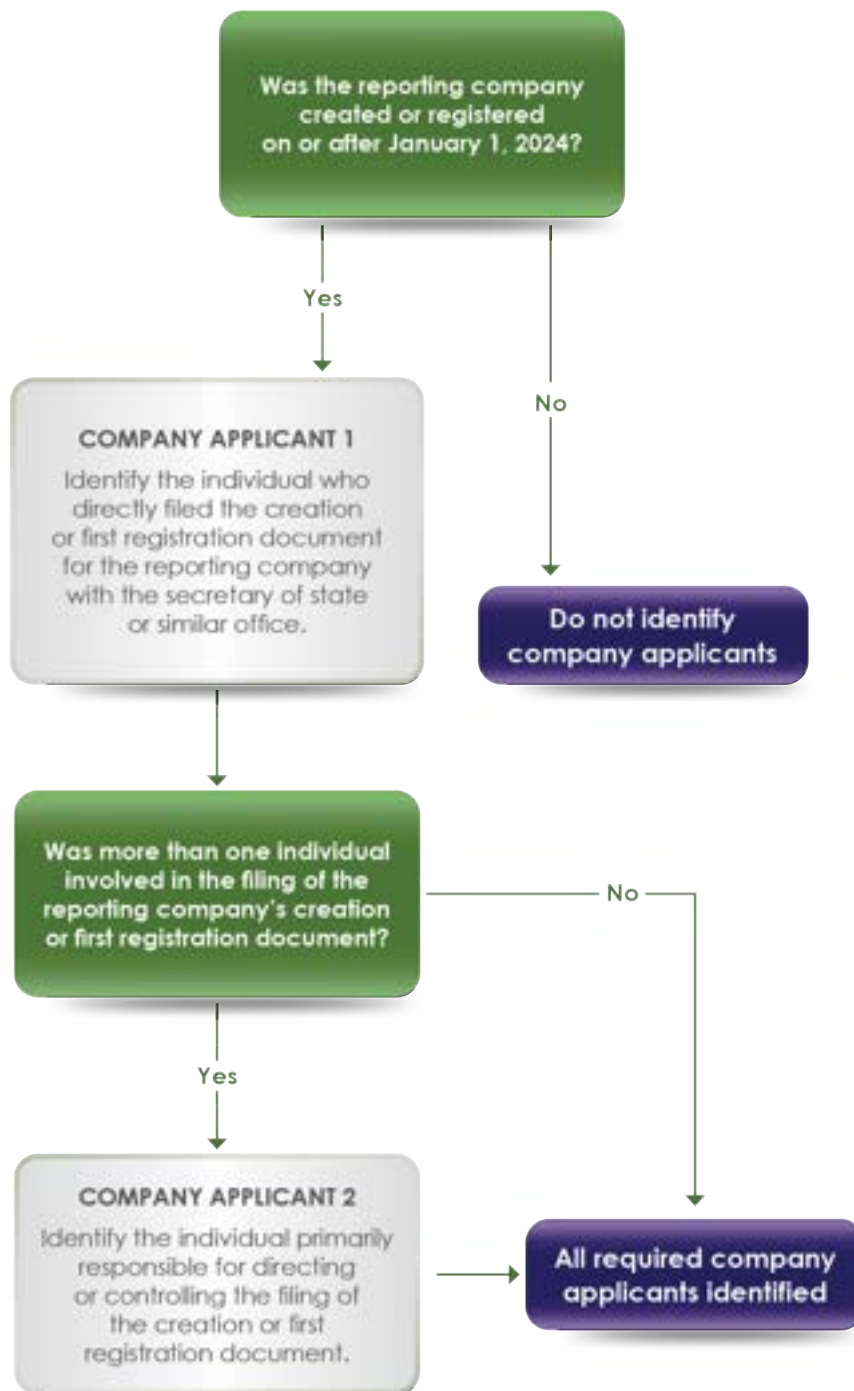 Was the reporting company
created or registered
on or after January 1, 2024?
Yes
No
COMPANY APPLICANT 1
Identify the individual who
directly filed the creation
or first registration document
for the reporting company
with the secretary of state
or similar office.
Do not identify
company applicants
Was more than one individual
involved in the filing of the
reporting company's creation
or first registration document?
No
Yes
COMPANY APPLICANT 2
Identify the individual primarily
responsible for directing
or controlling the filing of
the creation or first
registration document.
All required company
applicants identified